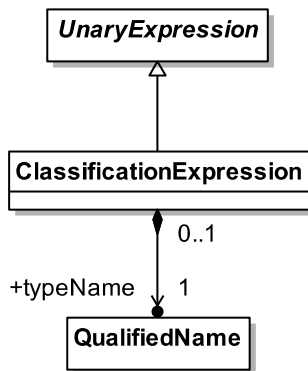 UnaryExpression
ClassificationExpression
0..1
+typeName 1
QualifiedName